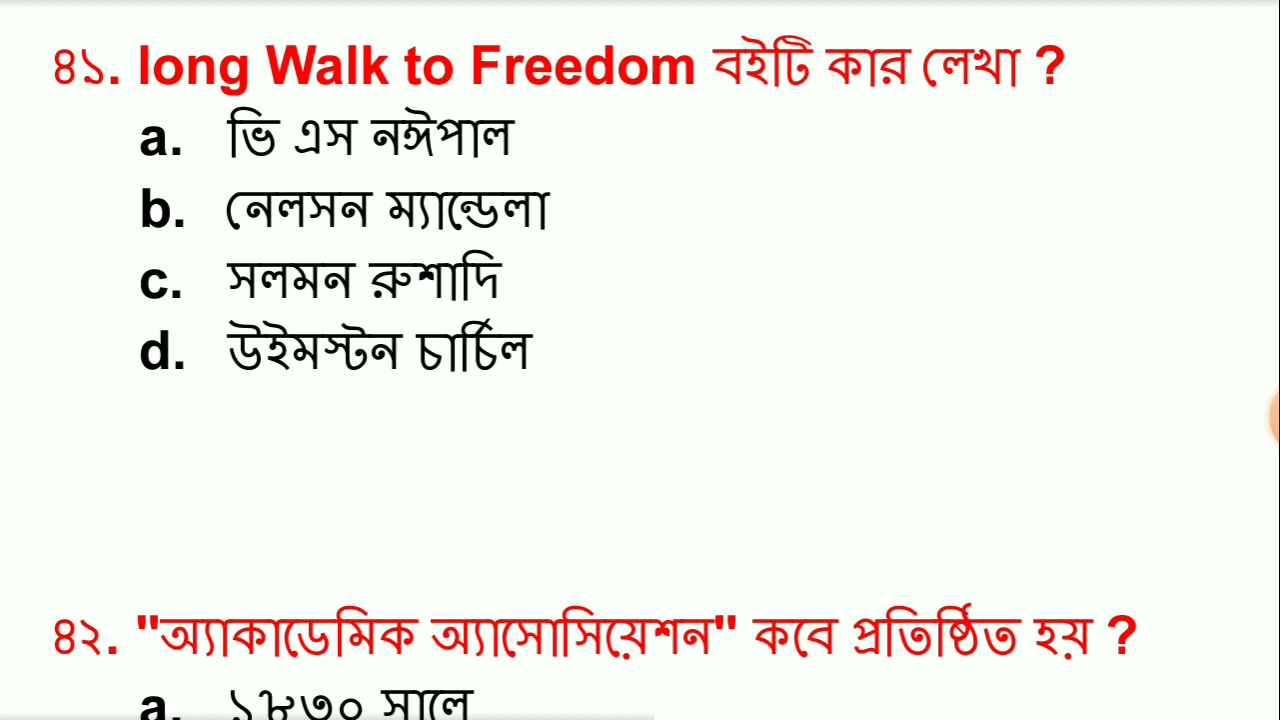 ৪১. long Walk to Freedom বইটি কার লেখা ?
a. ভি এস নঈপাল
b. নেলসন ম্যান্ডেলা
c. সলমন রুশাদি
d. উইমস্টন চার্চিল
৪২. "অ্যাকাডেমিক অ্যাসোসিয়েশন" কবে প্রতিষ্ঠিত হয় ?
a. ১৮৩০ সালে